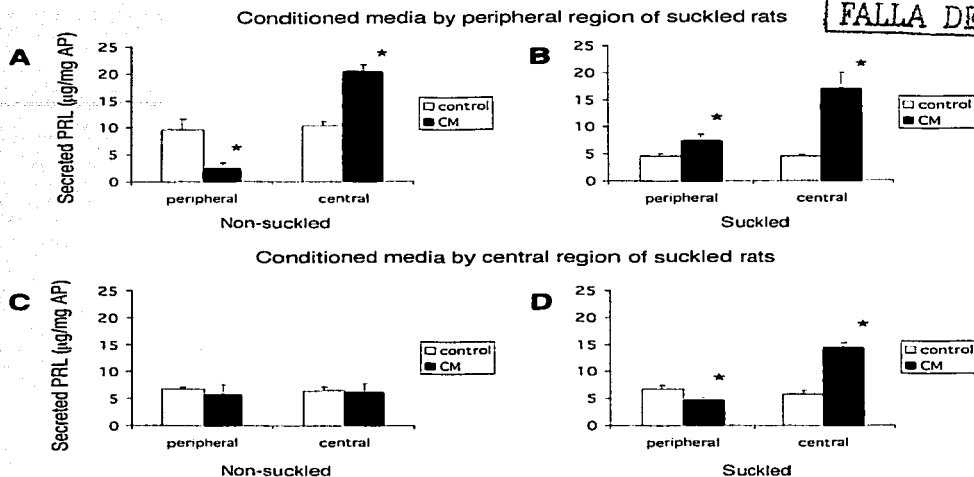 Conditioned media by peripheral region of suckled rats
FALLA DE
A
Secreted PRL (µg/mg AP)
25
20
15
10
5
0
*
*
control
CM
peripheral
central
Non-suckled
B
25
20
15
10
5
0
*
*
control
CM
peripheral
central
Suckled
Conditioned media by central region of suckled rats
C
Secreted PRL (µg/mg AP)
25
20
15
10
5
0
control
CM
peripheral
central
Non-suckled
D
25
20
15
10
5
0
*
*
control
CM
peripheral
central
Suckled